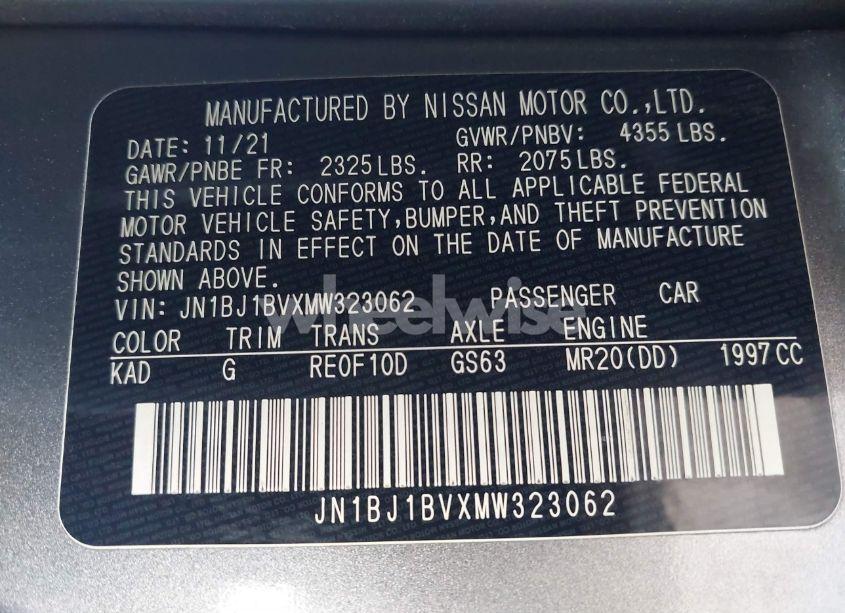 MANUFACTURED BY NISSAN MOTOR CO.,LTD.
DATE: 11/21 GVWR/PNBV: 4355 LBS.
GAWR/PNBE FR: 2325 LBS. RR: 2075 LBS.
THIS VEHICLE CONFORMS TO ALL APPLICABLE FEDERAL
MOTOR VEHICLE SAFETY,BUMPER,AND THEFT PREVENTION
STANDARDS IN EFFECT ON THE DATE OF MANUFACTURE
SHOWN ABOVE.
wheelwise
VIN: JN1BJ1BVXMW323062 PASSENGER CAR
COLOR TRIM TRANS AXLE ENGINE
KAD G RE0F10D GS63 MR20(DD) 1997 CC
JN1BJ1BVXMW323062